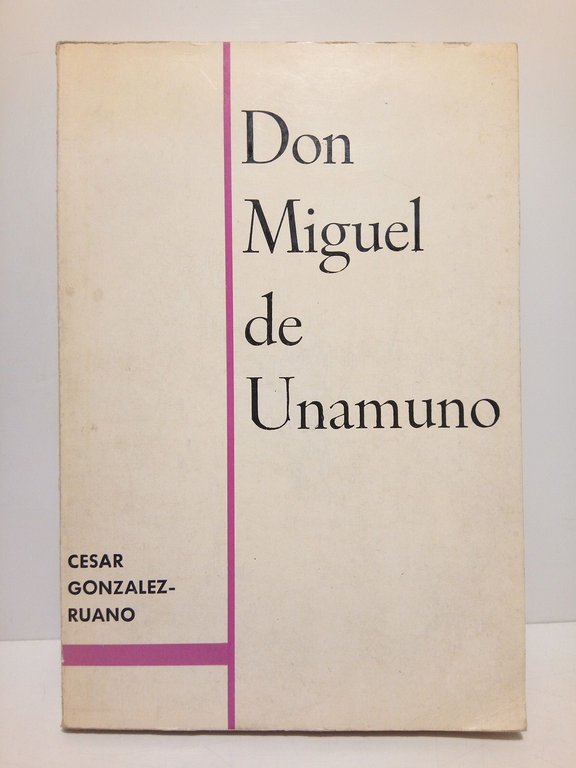 Don
Miguel
de
Unamuno
CESAR
GONZALEZ-
RUANO